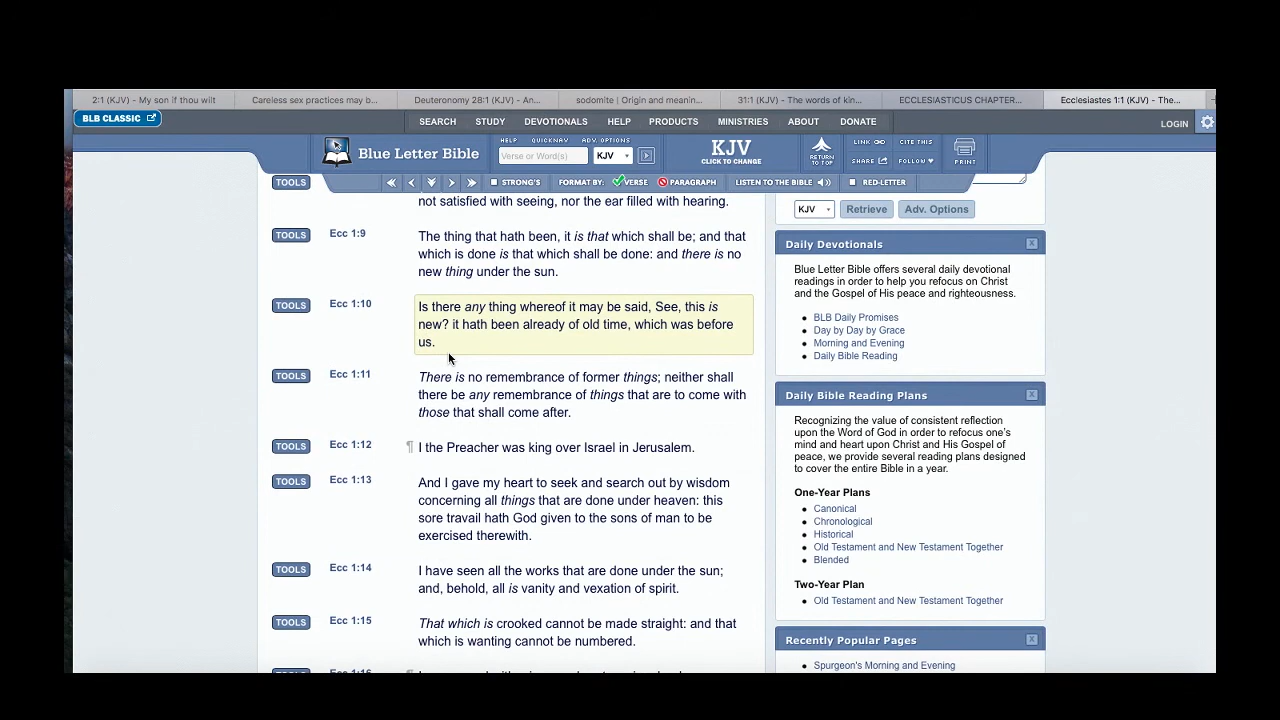 2:1 (KJV) - My son if thou wilt
Careless sex practices may b...
Deuteronomy 28:1 (KJV) - An...
sodomite | Origin and meanin...
31:1 (KJV) - The words of kin...
ECCLESIASTICUS CHAPTER...
Ecclesiastes 1:1 (KJV) - The...
BLB CLASSIC
SEARCH STUDY DEVOTIONALS HELP PRODUCTS MINISTRIES ABOUT DONATE
LOGIN
Blue Letter Bible
HELP QUICKNAV ADV. OPTIONS
Verse or Word(s) KJV
KJV
CLICK TO CHANGE
RETURN
TO TOP
LINK CITE THIS
SHARE FOLLOW
PRINT
STRONG'S FORMAT BY: VERSE PARAGRAPH LISTEN TO THE BIBLE RED-LETTER
TOOLS
not satisfied with seeing, nor the ear filled with hearing.
TOOLS Ecc 1:9
The thing that hath been, it is that which shall be; and that
which is done is that which shall be done: and there is no
new thing under the sun.
TOOLS Ecc 1:10
Is there any thing whereof it may be said, See, this is
new? it hath been already of old time, which was before
us.
TOOLS Ecc 1:11
There is no remembrance of former things; neither shall
there be any remembrance of things that are to come with
those that shall come after.
TOOLS Ecc 1:12
¶ I the Preacher was king over Israel in Jerusalem.
TOOLS Ecc 1:13
And I gave my heart to seek and search out by wisdom
concerning all things that are done under heaven: this
sore travail hath God given to the sons of man to be
exercised therewith.
TOOLS Ecc 1:14
I have seen all the works that are done under the sun;
and, behold, all is vanity and vexation of spirit.
TOOLS Ecc 1:15
That which is crooked cannot be made straight: and that
which is wanting cannot be numbered.
KJV Retrieve Adv. Options
Daily Devotionals
Blue Letter Bible offers several daily devotional
readings in order to help you refocus on Christ
and the Gospel of His peace and righteousness.
BLB Daily Promises
Day by Day by Grace
Morning and Evening
Daily Bible Reading
Daily Bible Reading Plans
Recognizing the value of consistent reflection
upon the Word of God in order to refocus one's
mind and heart upon Christ and His Gospel of
peace, we provide several reading plans designed
to cover the entire Bible in a year.
One-Year Plans
Canonical
Chronological
Historical
Old Testament and New Testament Together
Blended
Two-Year Plan
Old Testament and New Testament Together
Recently Popular Pages
Spurgeon's Morning and Evening